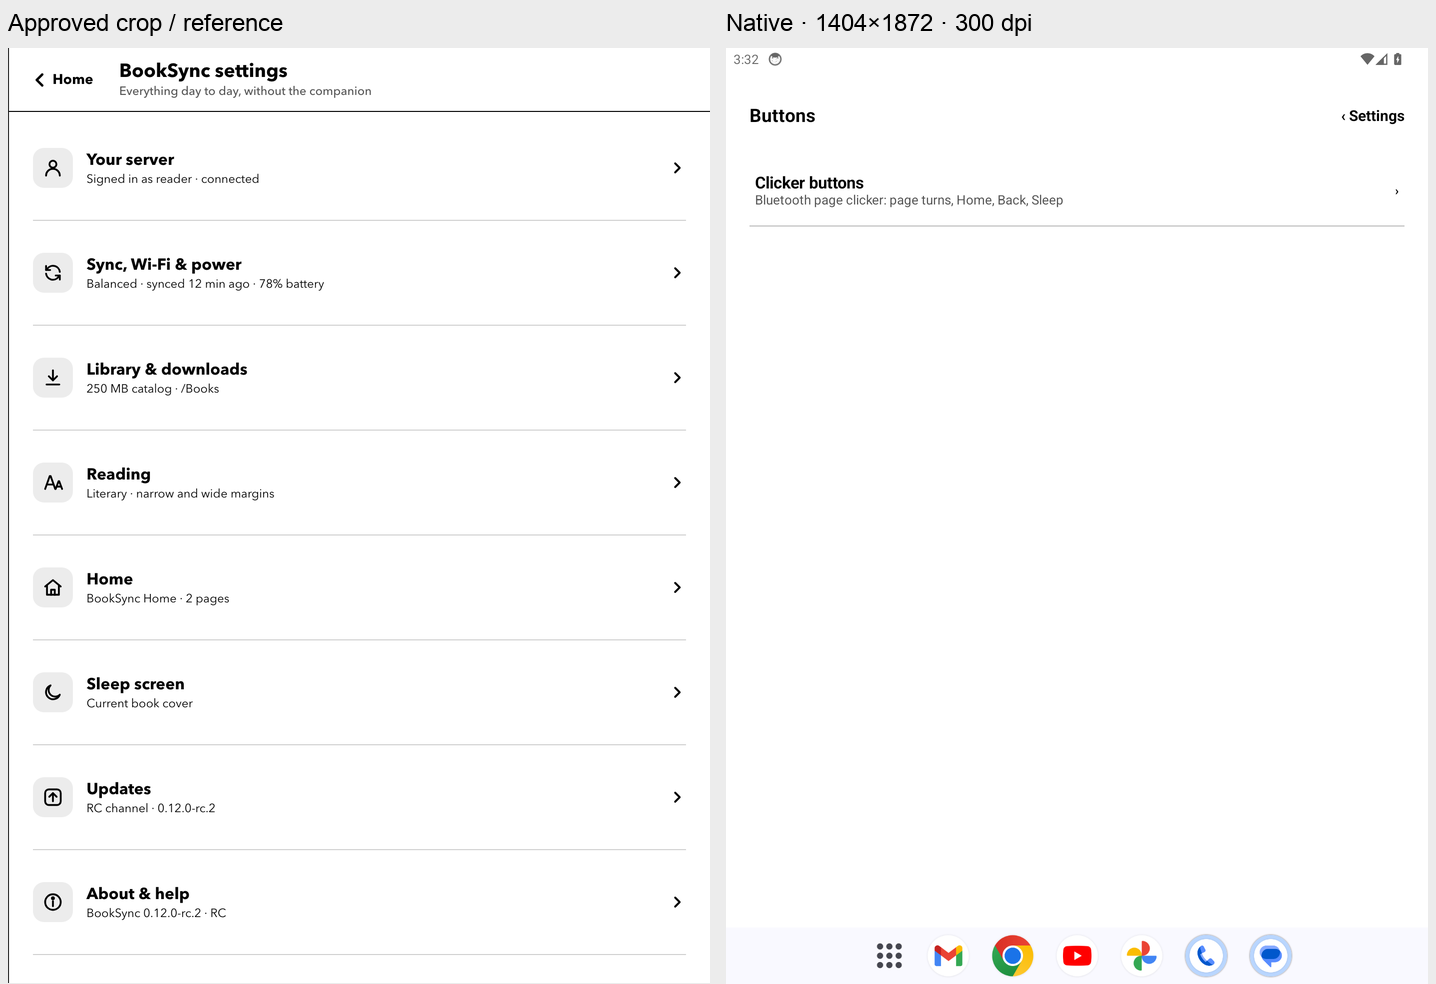 Approved crop / reference
Home
BookSync settings
Everything day to day, without the companion
Your server
Signed in as reader · connected
Sync, Wi-Fi & power
Balanced · synced 12 min ago · 78% battery
Library & downloads
250 MB catalog · /Books
Reading
Literary · narrow and wide margins
Home
BookSync Home · 2 pages
Sleep screen
Current book cover
Updates
RC channel · 0.12.0-rc.2
About & help
BookSync 0.12.0-rc.2 · RC
Native · 1404×1872 · 300 dpi
3:32
Buttons
‹ Settings
Clicker buttons
Bluetooth page clicker: page turns, Home, Back, Sleep